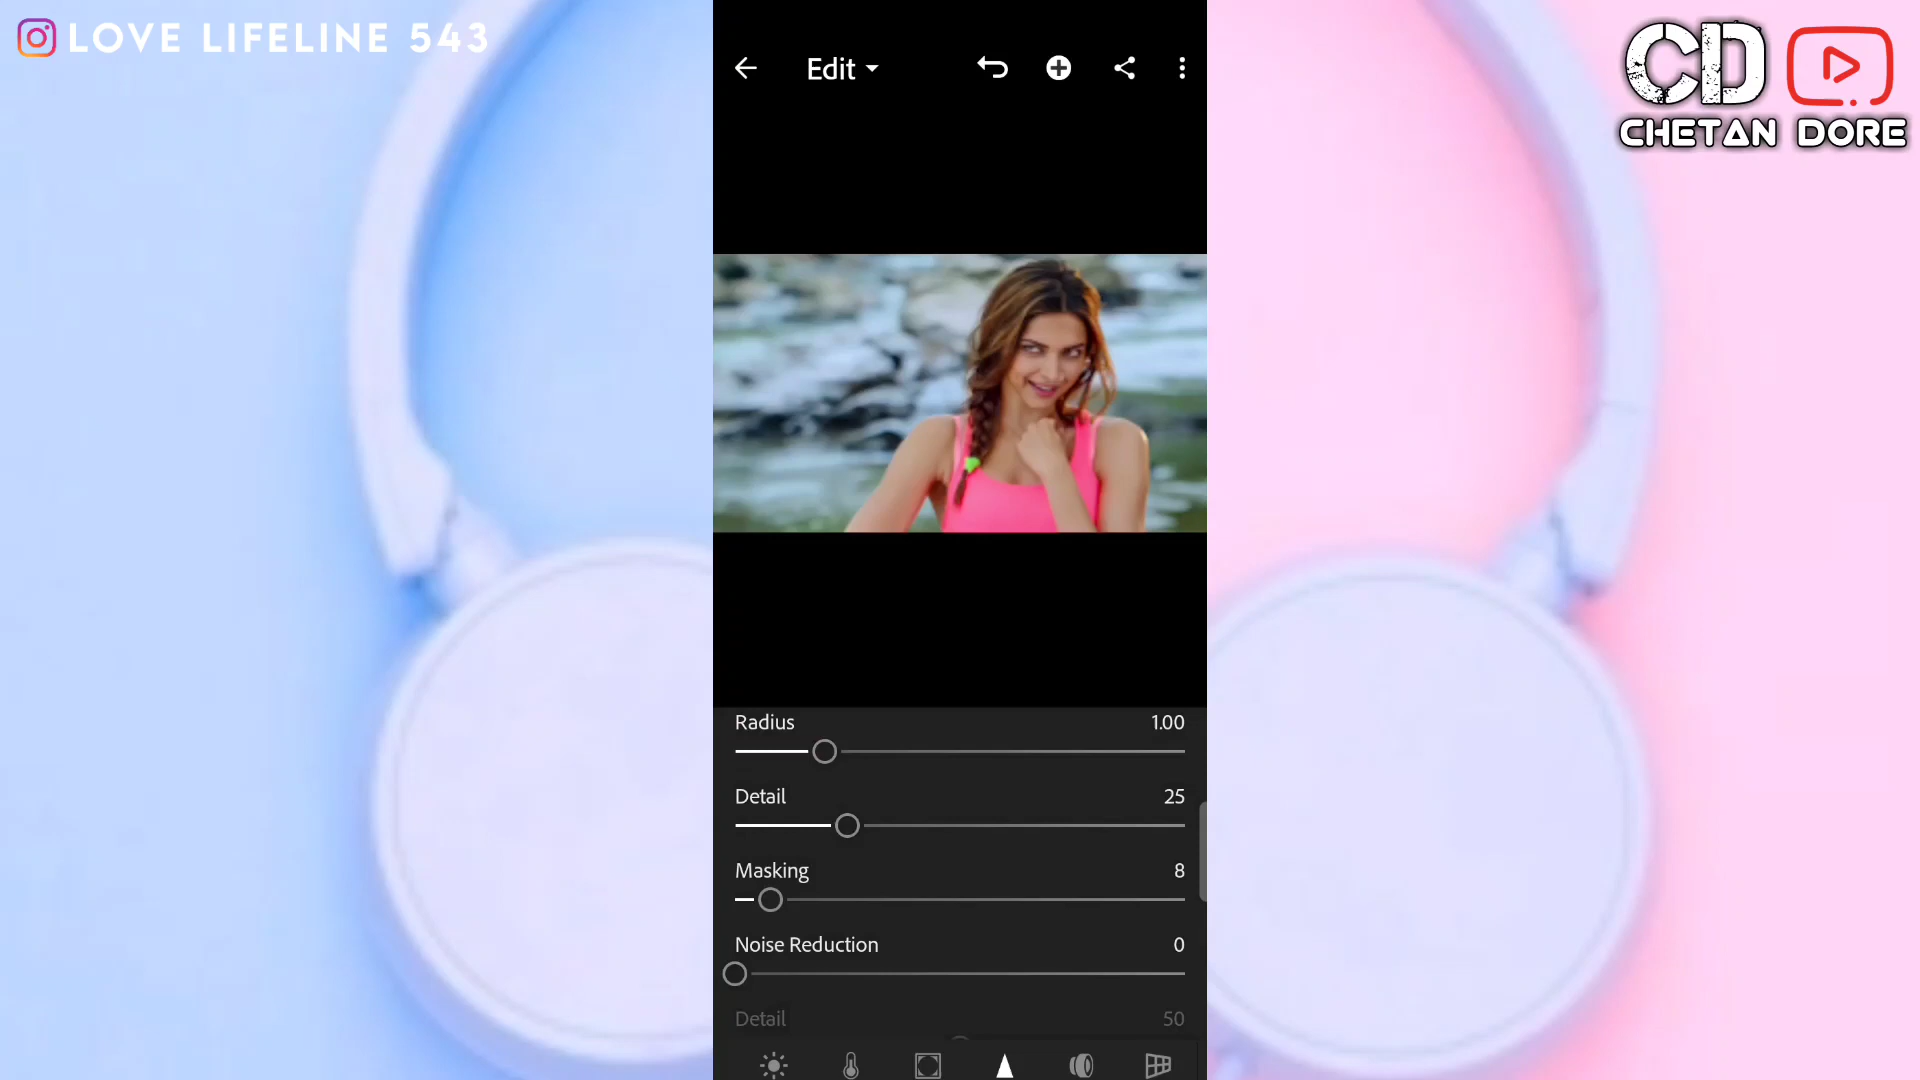 LOVE LIFELINE 543
CD
CHETAN DORE
Edit
Radius 1.00
Detail 25
Masking 8
Noise Reduction 0
Detail 50